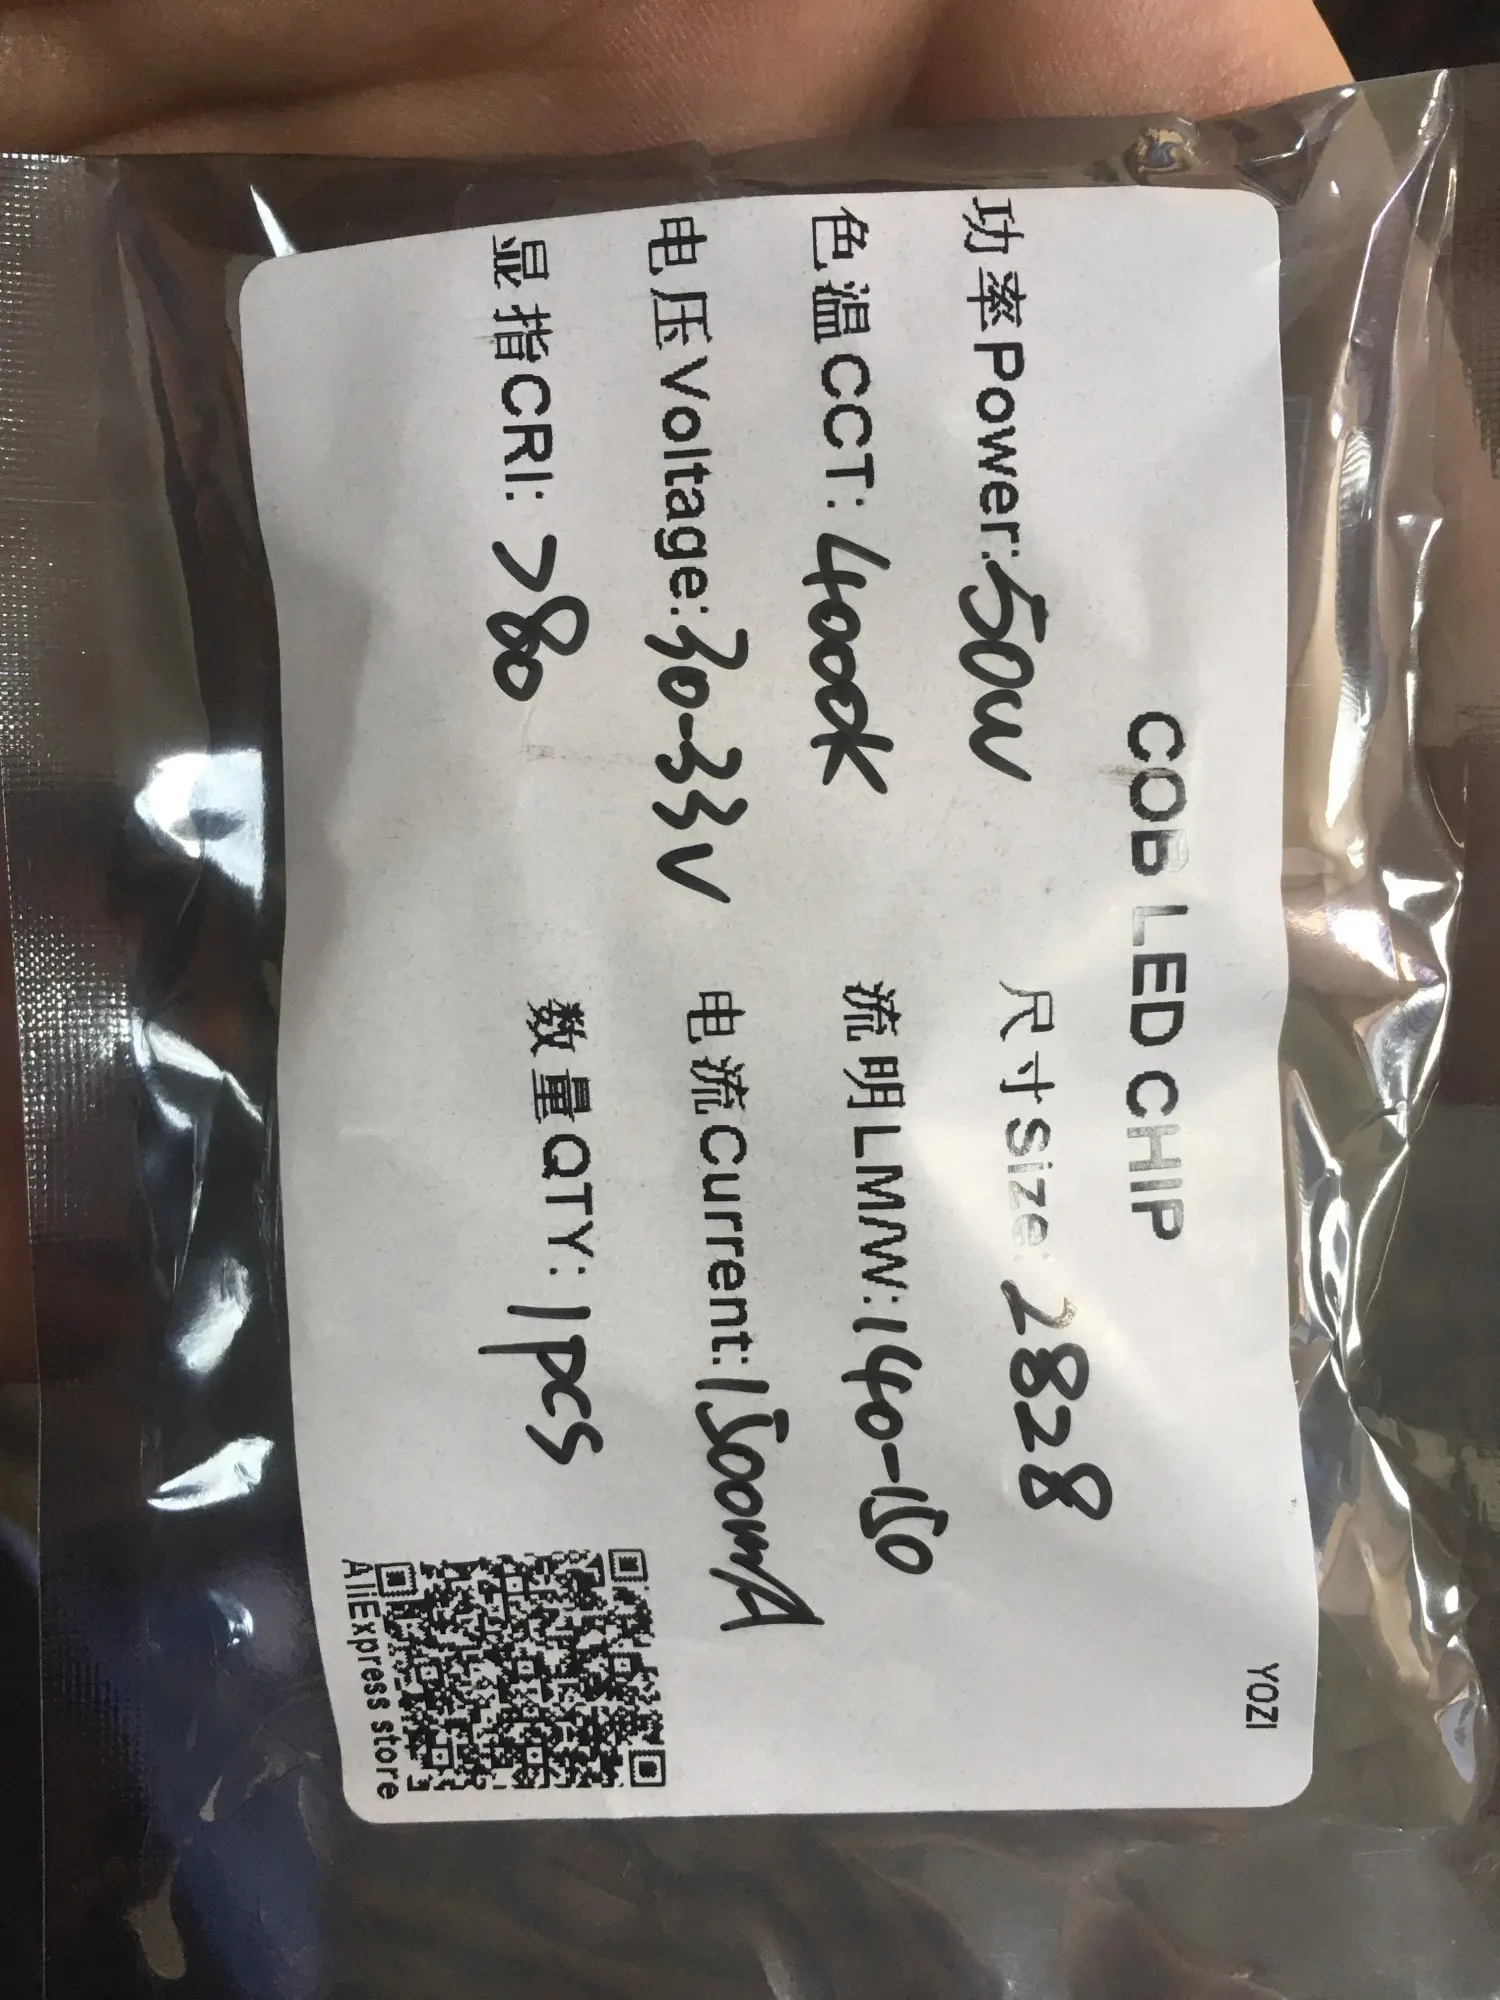 YOZI
COB LED CHIP
功率Power: 50W 尺寸Size: 2828
色温CCT: 4000K 流明LM/W: 140-150
电压Voltage: 30-33V 电流Current: 1500mA
显指CRI: >80 数量QTY: 1pcs
AliExpress store